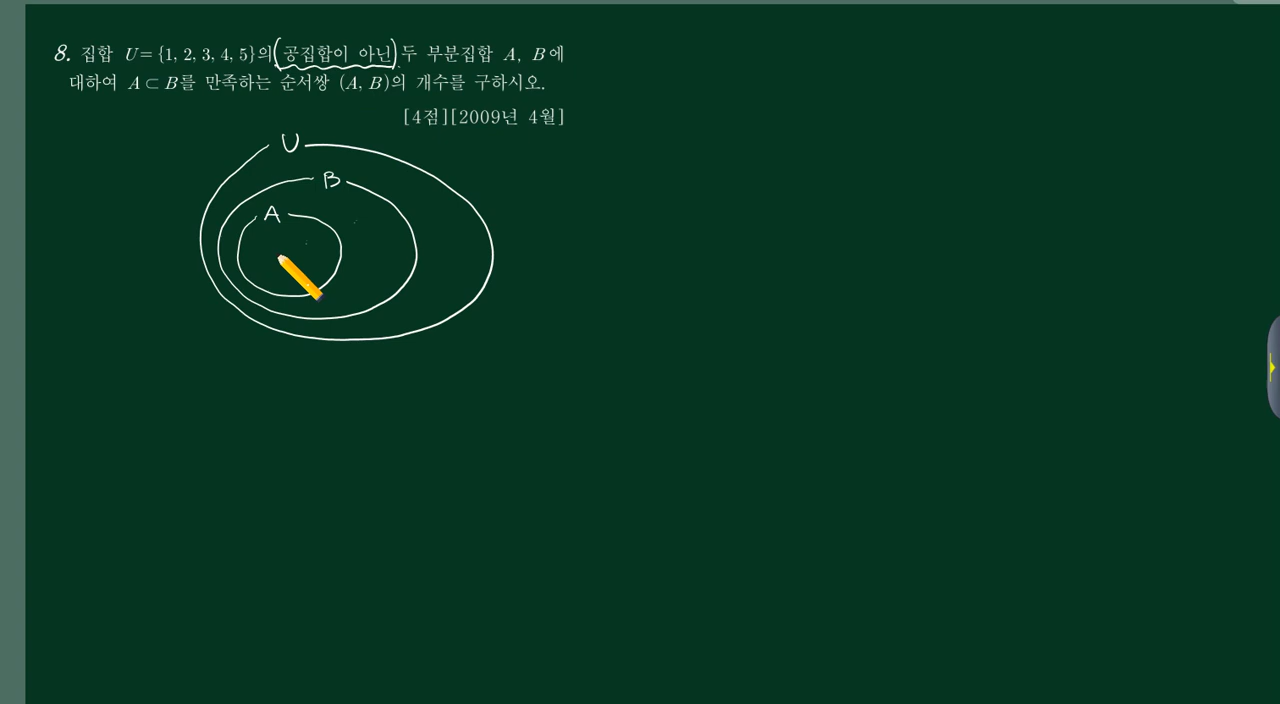 8. 집합 U={1, 2, 3, 4, 5}의(공집합이 아닌)두 부분집합 A, B에
대하여 A⊂B를 만족하는 순서쌍 (A, B)의 개수를 구하시오.
[4점][2009년 4월]
U
B
A